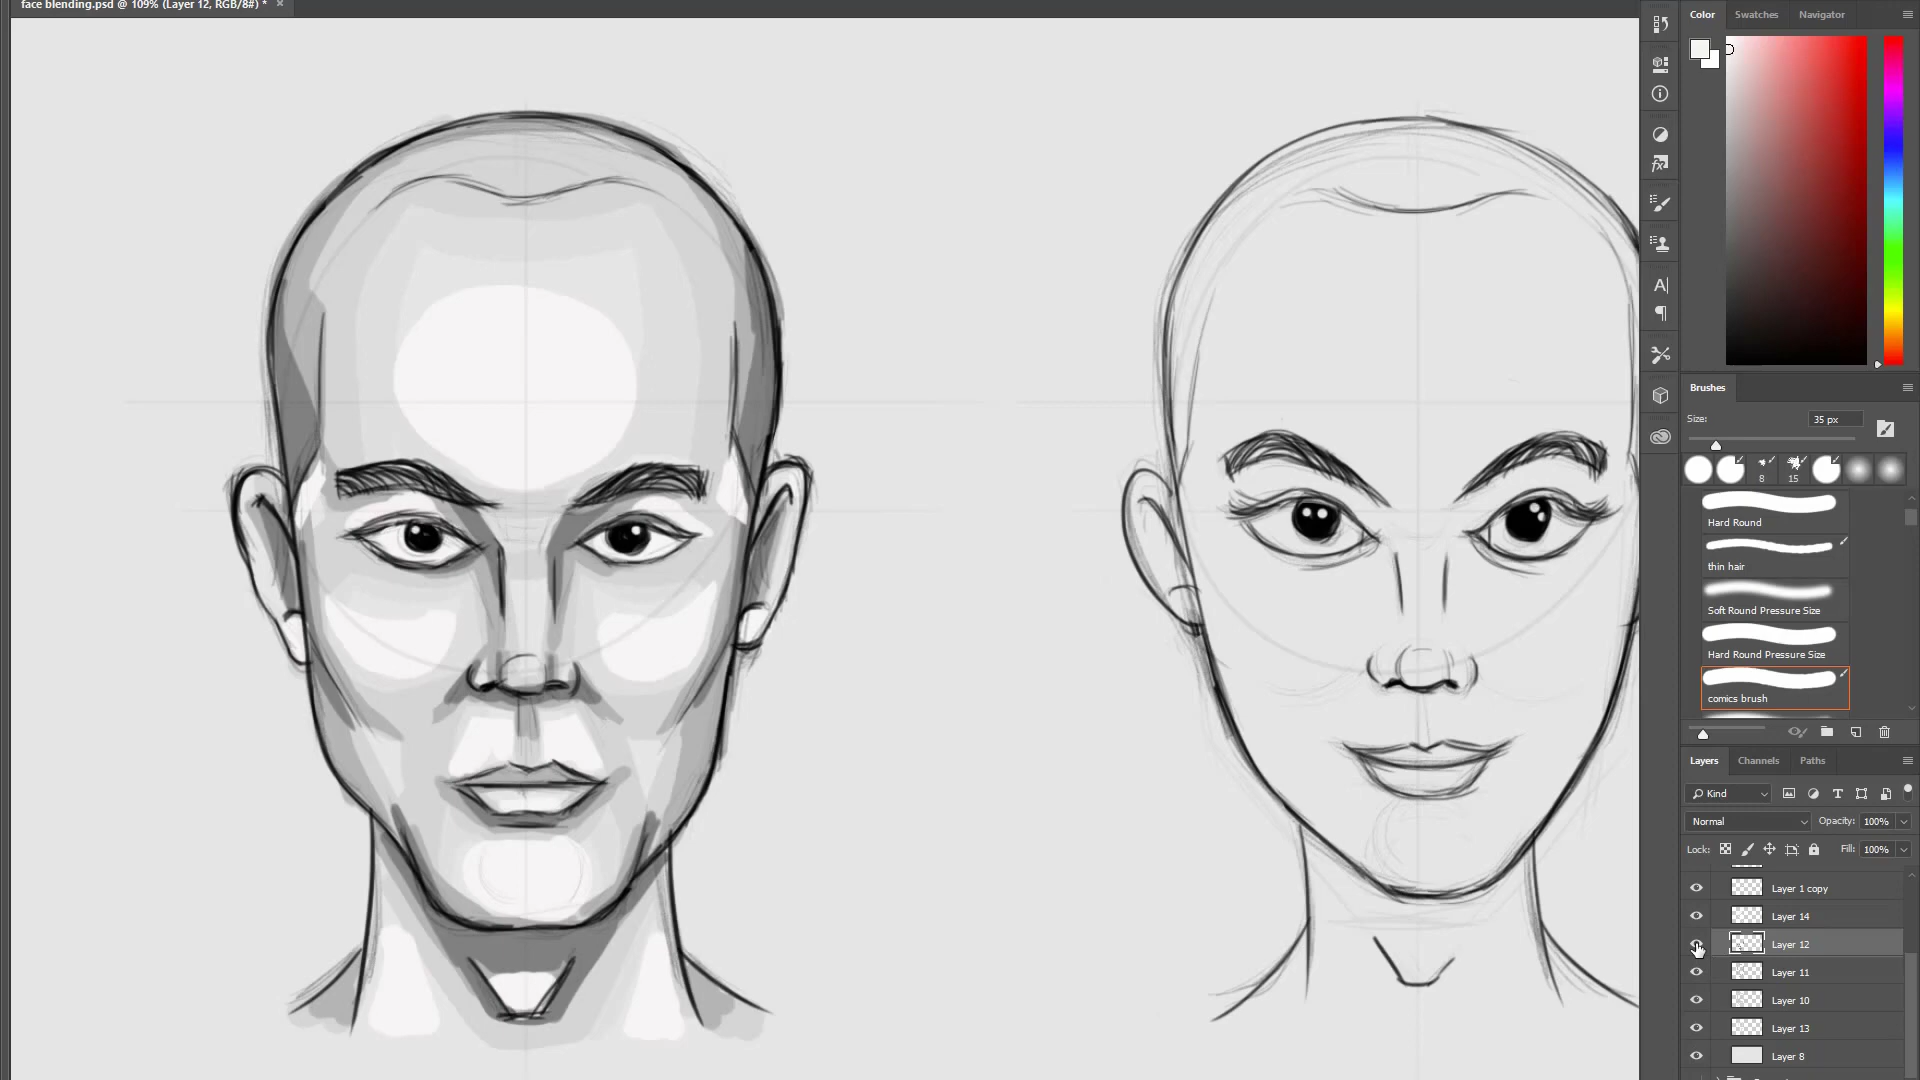 face blending.psd @ 109% (Layer 12, RGB/8#) * ×
Color Swatches Navigator
Brushes
Size: 35 px
8 15
Hard Round
thin hair
Soft Round Pressure Size
Hard Round Pressure Size
comics brush
Layers Channels Paths
Kind
Normal Opacity: 100%
Lock: Fill: 100%
Layer 1 copy
Layer 14
Layer 12
Layer 11
Layer 10
Layer 13
Layer 8